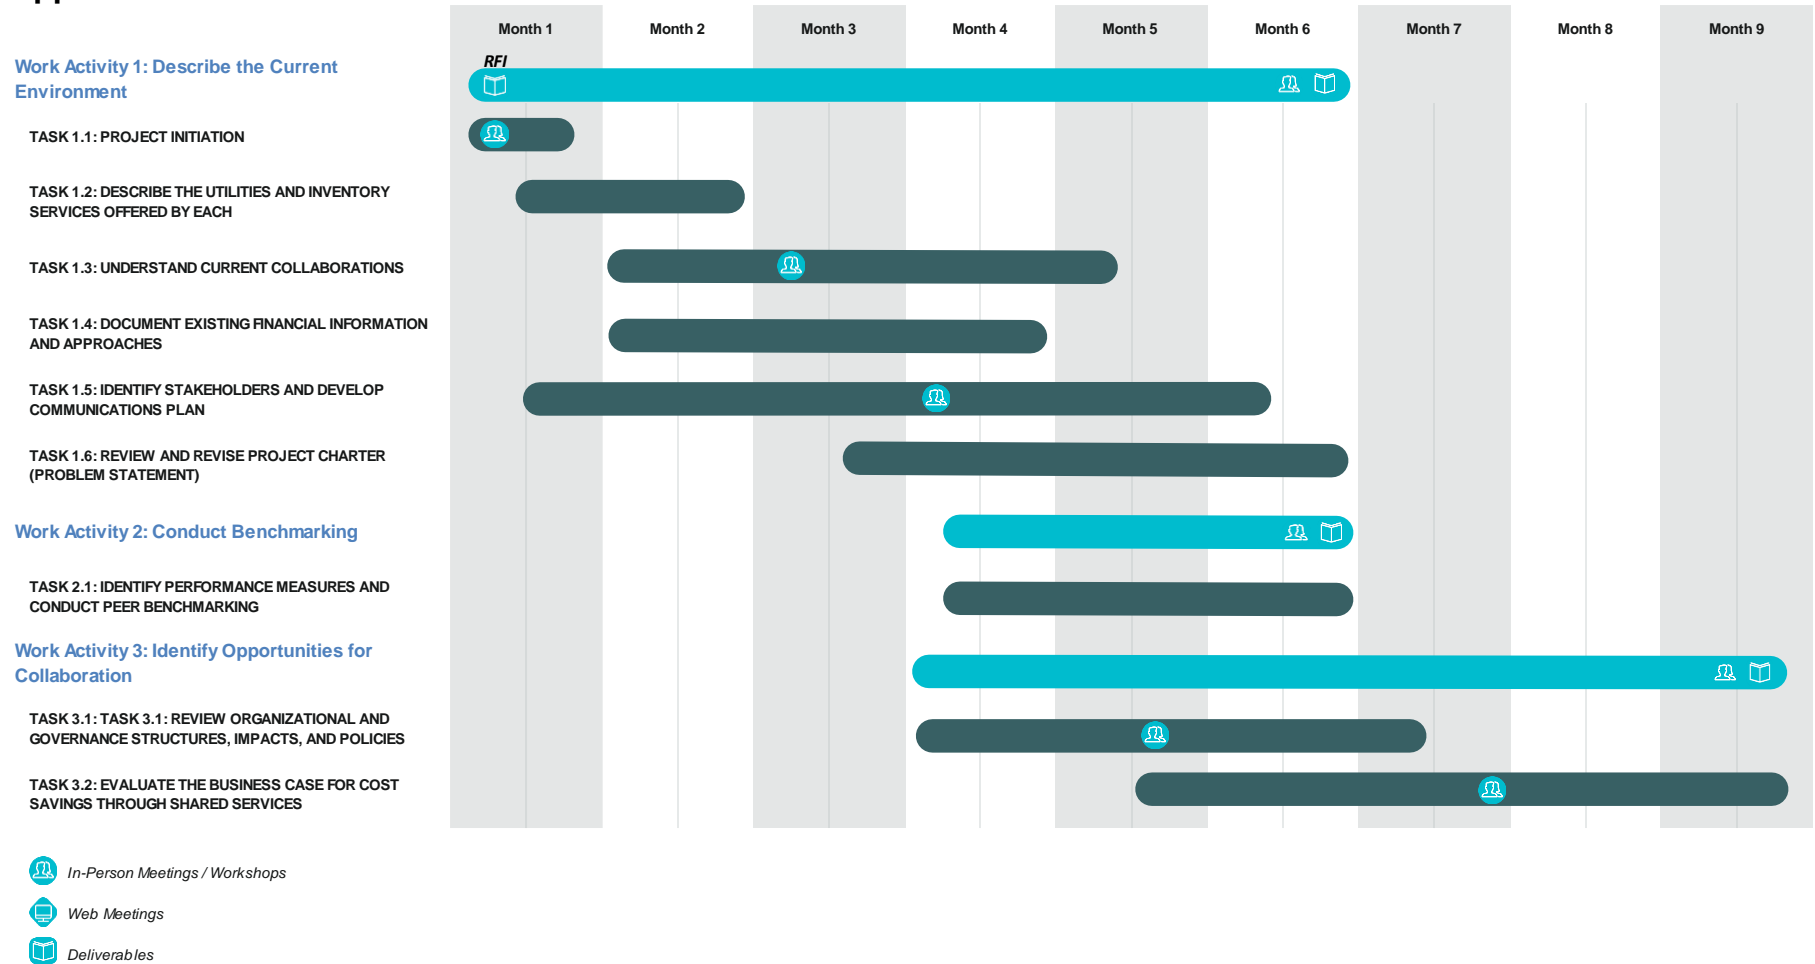 Month 1 Month 2 Month 3 Month 4 Month 5 Month 6 Month 7 Month 8 Month 9
RFI
Work Activity 1: Describe the Current
Environment
TASK 1.1: PROJECT INITIATION
TASK 1.2: DESCRIBE THE UTILITIES AND INVENTORY
SERVICES OFFERED BY EACH
TASK 1.3: UNDERSTAND CURRENT COLLABORATIONS
TASK 1.4: DOCUMENT EXISTING FINANCIAL INFORMATION
AND APPROACHES
TASK 1.5: IDENTIFY STAKEHOLDERS AND DEVELOP
COMMUNICATIONS PLAN
TASK 1.6: REVIEW AND REVISE PROJECT CHARTER
(PROBLEM STATEMENT)
Work Activity 2: Conduct Benchmarking
TASK 2.1: IDENTIFY PERFORMANCE MEASURES AND
CONDUCT PEER BENCHMARKING
Work Activity 3: Identify Opportunities for
Collaboration
TASK 3.1: TASK 3.1: REVIEW ORGANIZATIONAL AND
GOVERNANCE STRUCTURES, IMPACTS, AND POLICIES
TASK 3.2: EVALUATE THE BUSINESS CASE FOR COST
SAVINGS THROUGH SHARED SERVICES
In-Person Meetings / Workshops
Web Meetings
Deliverables